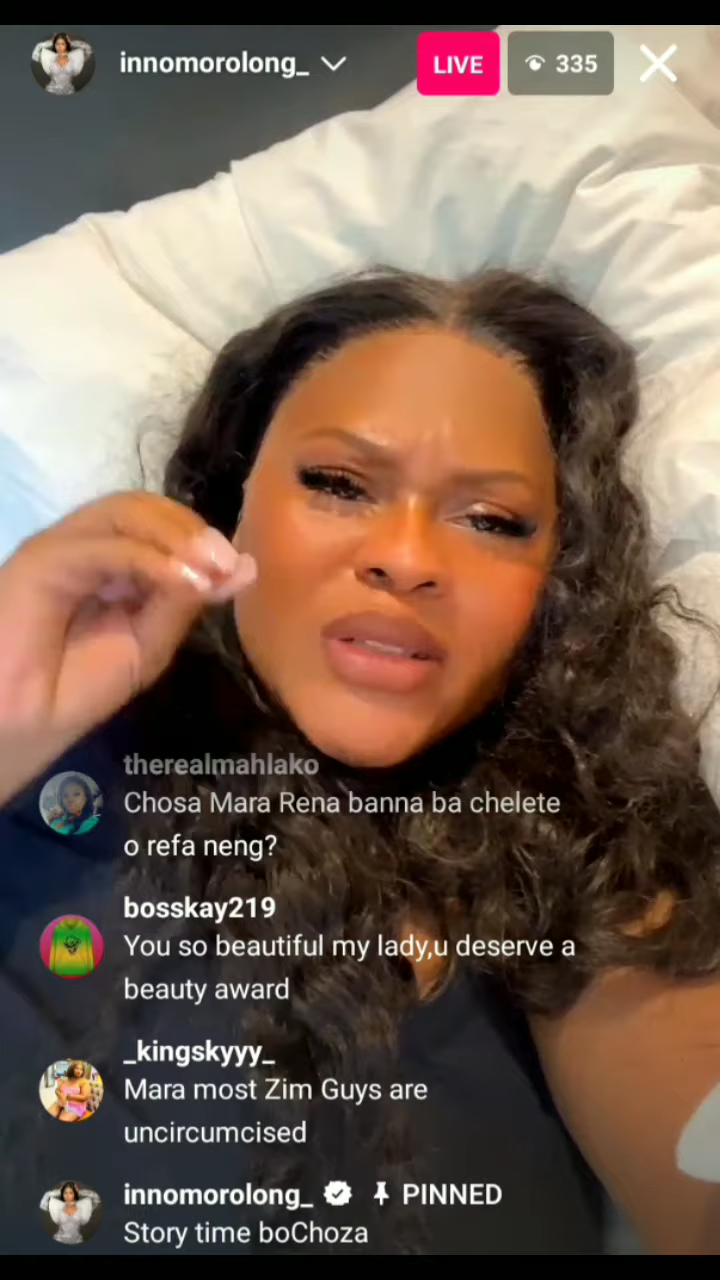 innomorolong_
LIVE
335
therealmahlako
Chosa Mara Rena banna ba chelete
o refa neng?
bosskay219
You so beautiful my lady,u deserve a
beauty award
_kingskyyy_
Mara most Zim Guys are
uncircumcised
innomorolong_ PINNED
Story time boChoza